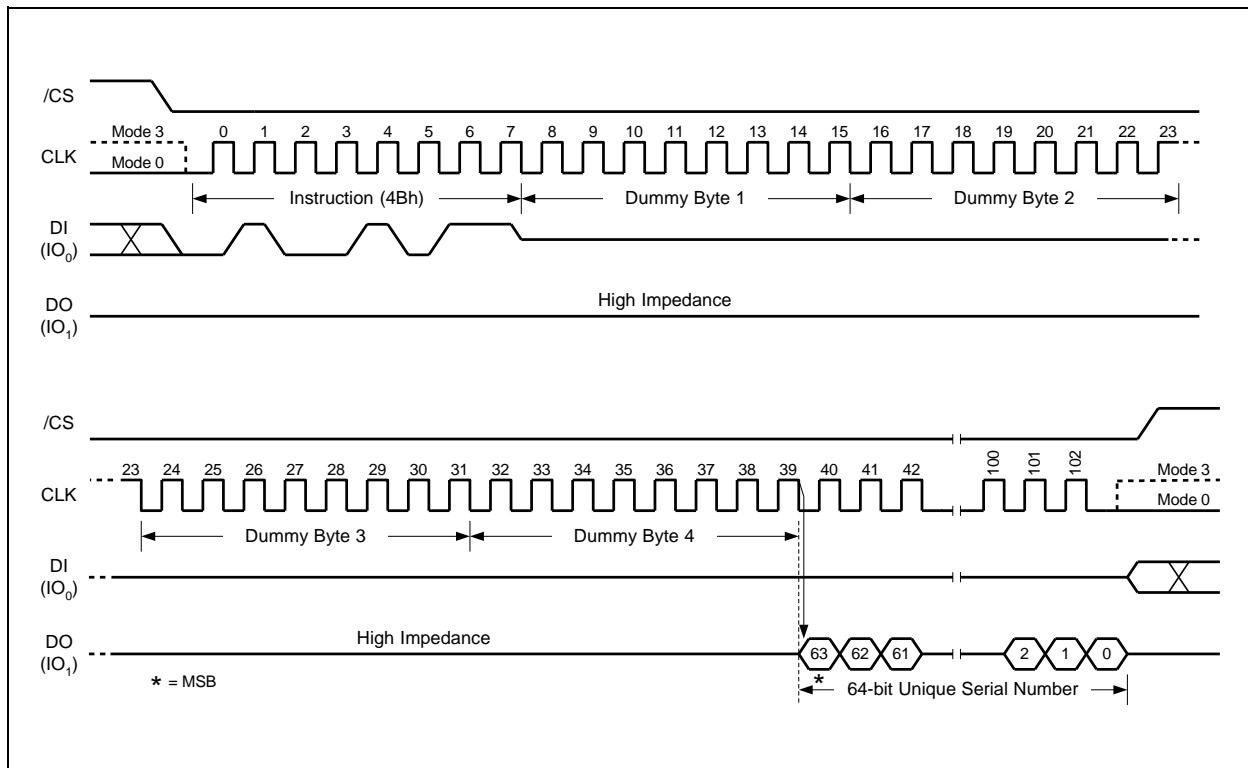 /CS
Mode 3
0 1 2 3 4 5 6 7 8 9 10 11 12 13 14 15 16 17 18 19 20 21 22 23
CLK
Mode 0
Instruction (4Bh)
Dummy Byte 1
Dummy Byte 2
DI
(IO0)
High Impedance
DO
(IO1)
/CS
23 24 25 26 27 28 29 30 31 32 33 34 35 36 37 38 39 40 41 42 100 101 102
Mode 3
CLK
Mode 0
Dummy Byte 3
Dummy Byte 4
DI
(IO0)
High Impedance
DO
(IO1)
63 62 61 2 1 0
* = MSB
*
64-bit Unique Serial Number